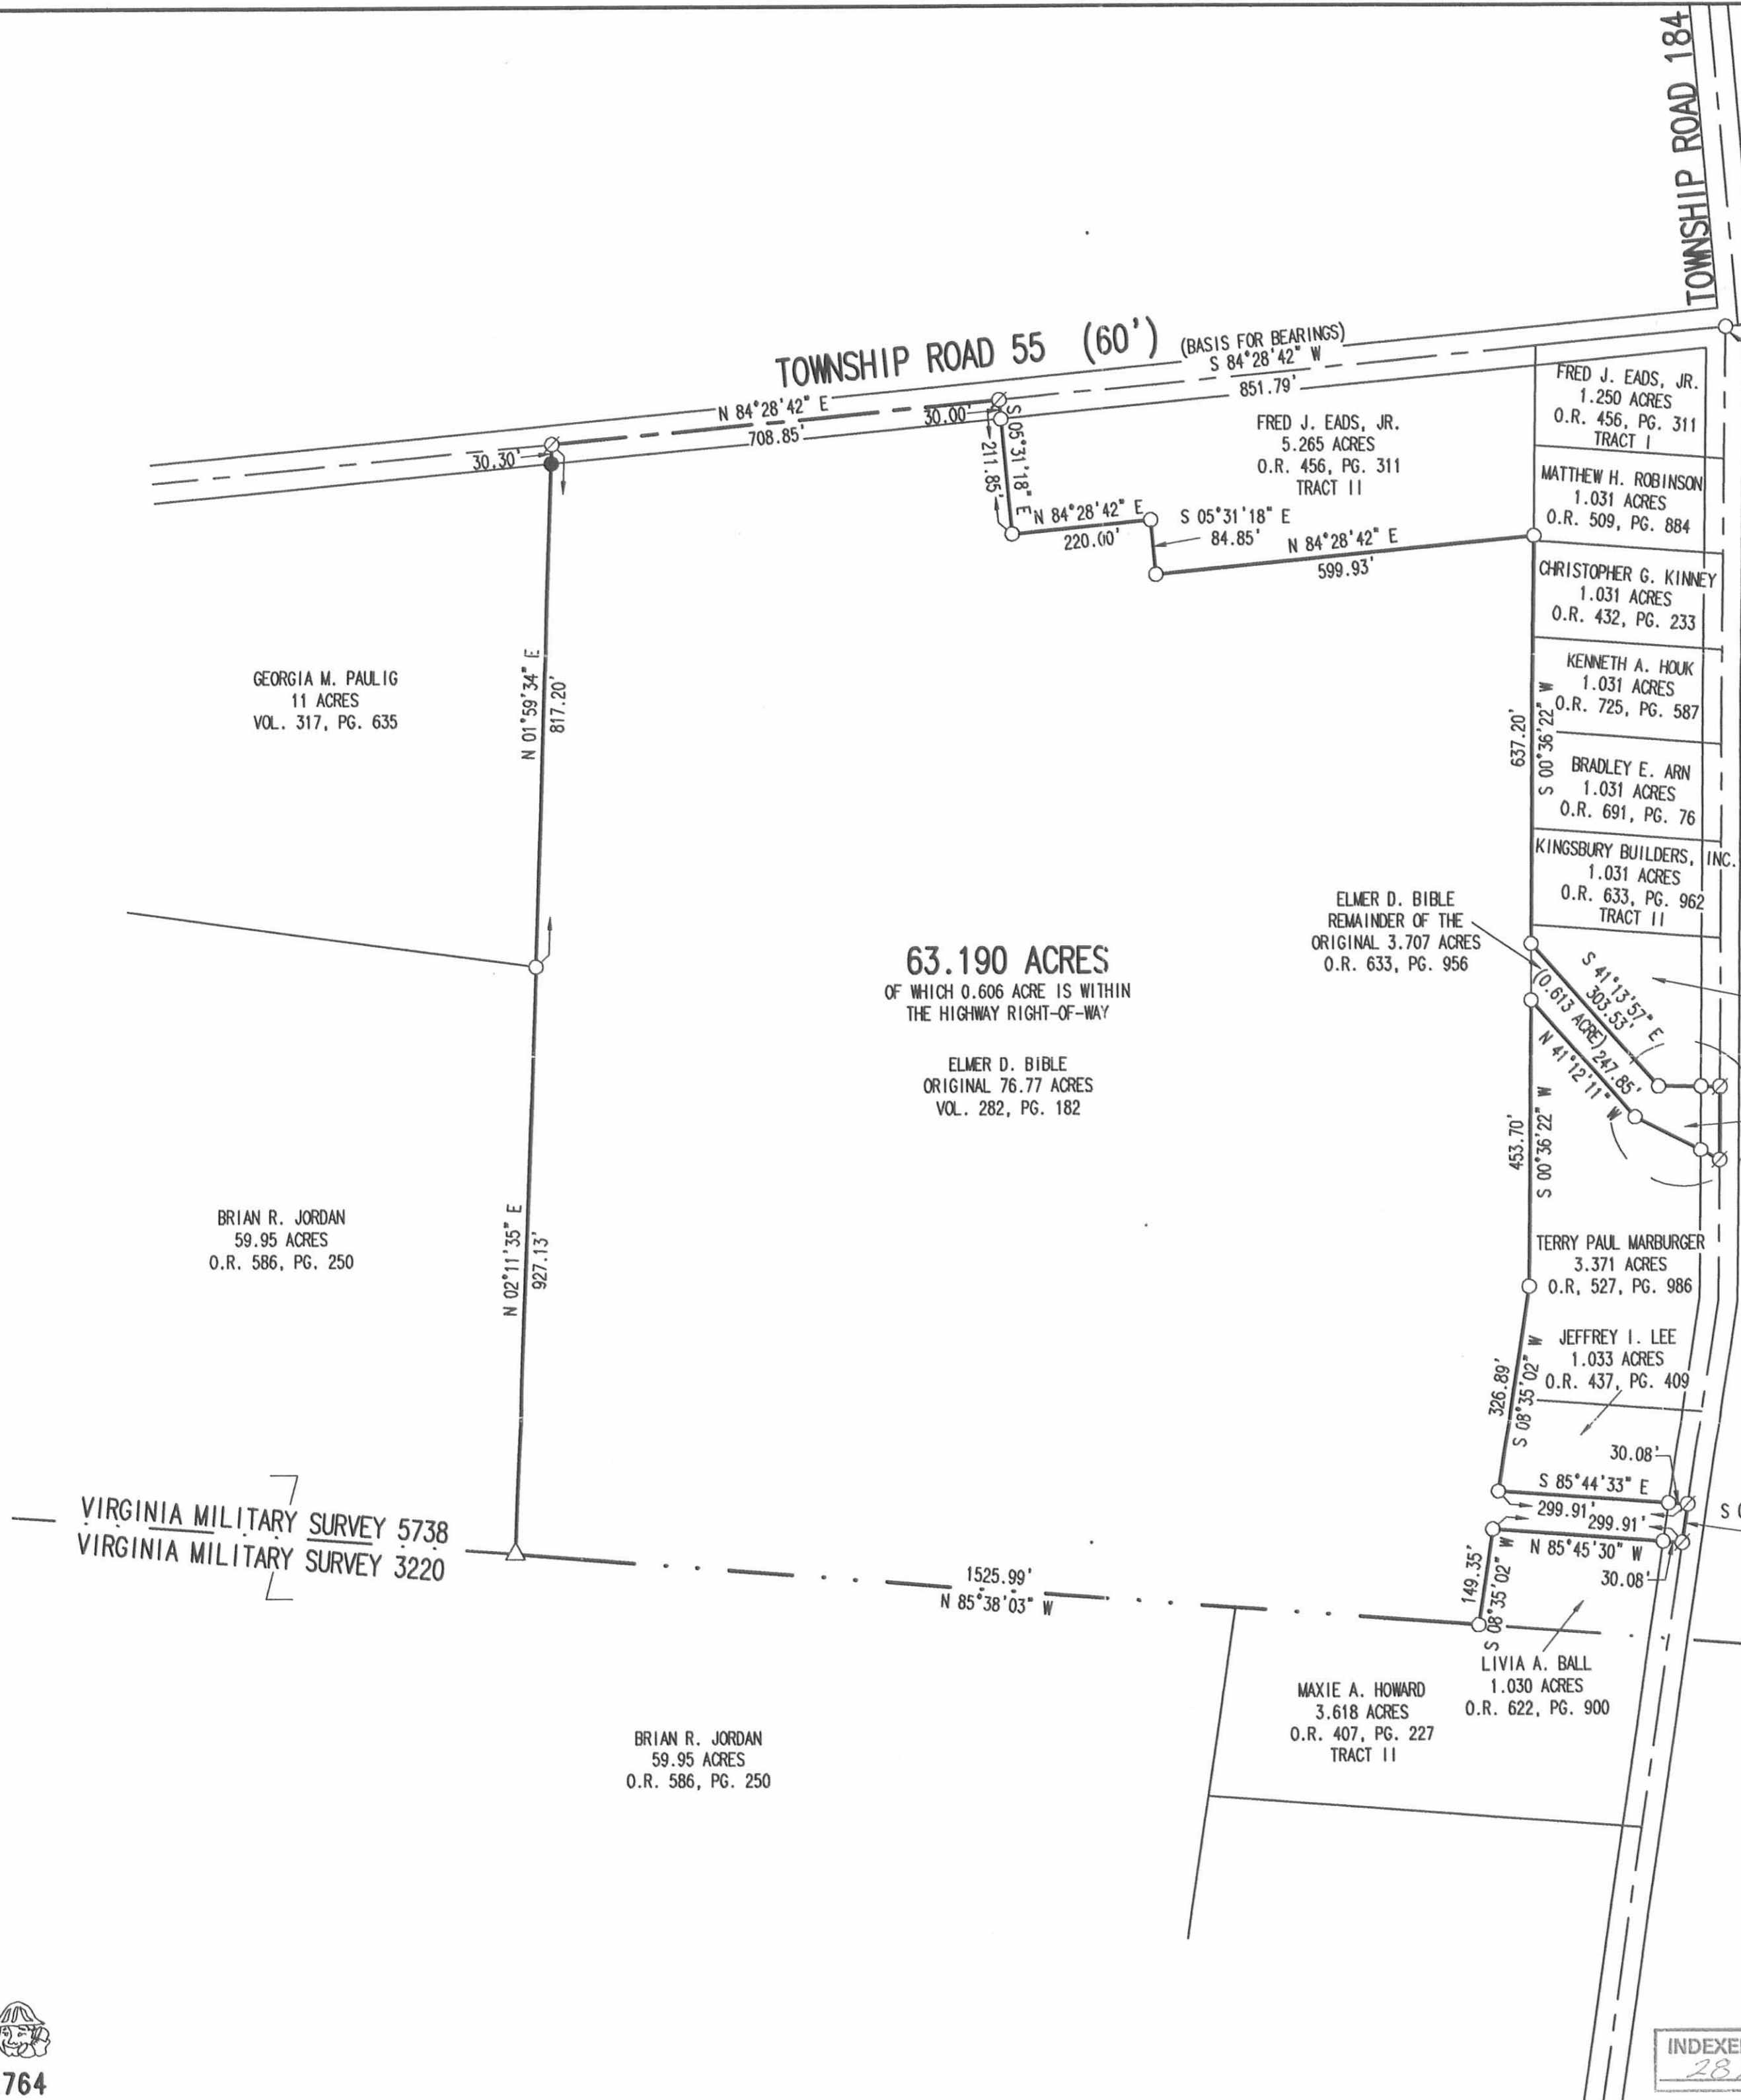 TOWNSHIP ROAD 184
TOWNSHIP ROAD 55 (60')
(BASIS FOR BEARINGS)
S 84°28'42" W
851.79'
N 84°28'42" E
708.85'
30.00'
30.30'
S 05°31'18" E
211.85'
N 84°28'42" E
220.00'
S 05°31'18" E
84.85'
N 84°28'42" E
599.93'
FRED J. EADS, JR.
5.265 ACRES
O.R. 456, PG. 311
TRACT II
FRED J. EADS, JR.
1.250 ACRES
O.R. 456, PG. 311
TRACT I
MATTHEW H. ROBINSON
1.031 ACRES
O.R. 509, PG. 884
CHRISTOPHER G. KINNEY
1.031 ACRES
O.R. 432, PG. 233
KENNETH A. HOUK
1.031 ACRES
O.R. 725, PG. 587
BRADLEY E. ARN
1.031 ACRES
O.R. 691, PG. 76
KINGSBURY BUILDERS, INC.
1.031 ACRES
O.R. 633, PG. 962
TRACT II
637.20'
S 00°36'22" W
GEORGIA M. PAULIG
11 ACRES
VOL. 317, PG. 635
N 01°59'34" E
817.20'
ELMER D. BIBLE
REMAINDER OF THE
ORIGINAL 3.707 ACRES
O.R. 633, PG. 956
S 41°13'57" E
303.53'
(0.613 ACRE)
247.85'
N 41°12'11" W
63.190 ACRES
OF WHICH 0.606 ACRE IS WITHIN
THE HIGHWAY RIGHT-OF-WAY
ELMER D. BIBLE
ORIGINAL 76.77 ACRES
VOL. 282, PG. 182
453.70'
S 00°36'22" W
BRIAN R. JORDAN
59.95 ACRES
O.R. 586, PG. 250
N 02°11'35" E
927.13'
TERRY PAUL MARBURGER
3.371 ACRES
O.R, 527, PG. 986
JEFFREY I. LEE
1.033 ACRES
O.R. 437, PG. 409
326.89'
S 08°35'02" W
30.08'
S 85°44'33" E
299.91'
299.91'
N 85°45'30" W
30.08'
149.35'
S 08°35'02" W
VIRGINIA MILITARY SURVEY 5738
VIRGINIA MILITARY SURVEY 3220
1525.99'
N 85°38'03" W
LIVIA A. BALL
1.030 ACRES
O.R. 622, PG. 900
MAXIE A. HOWARD
3.618 ACRES
O.R. 407, PG. 227
TRACT II
BRIAN R. JORDAN
59.95 ACRES
O.R. 586, PG. 250
764